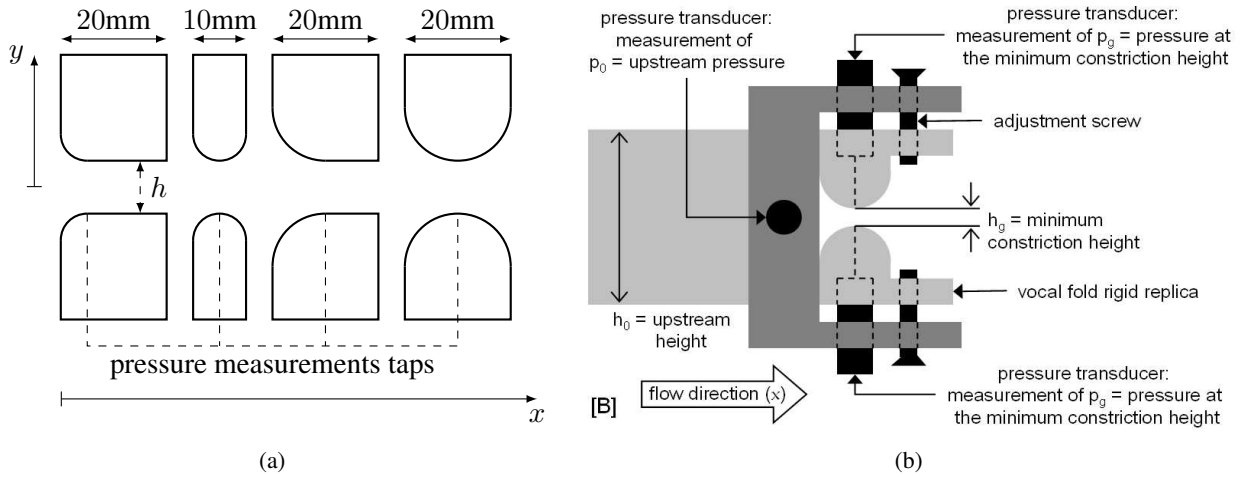 20mm 10mm 20mm 20mm
y
h
pressure measurements taps
x
(a)
pressure transducer:
measurement of
p0 = upstream pressure
pressure transducer:
measurement of pg = pressure at
the minimum constriction height
adjustment screw
hg = minimum
constriction height
vocal fold rigid replica
h0 = upstream
height
[B]
flow direction (x)
pressure transducer:
measurement of pg = pressure at
the minimum constriction height
(b)